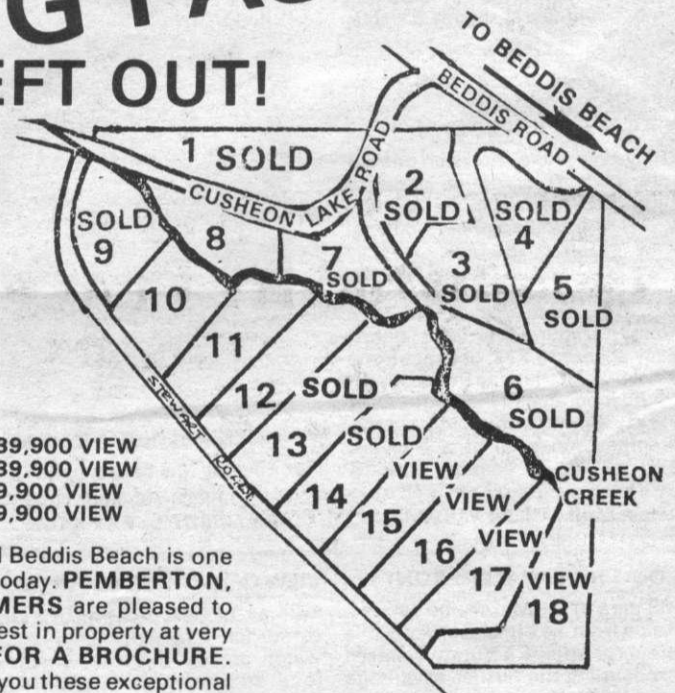 G FAS
EFT OUT!
TO BEDDIS BEACH
BEDDIS ROAD
1 SOLD
CUSHEON LAKE ROAD
2 SOLD
SOLD 4
SOLD 9
8
7 SOLD
3 SOLD
5 SOLD
10
11
12 SOLD
6 SOLD
13 SOLD
STEWART ROAD
14
VIEW
15
VIEW
CUSHEON CREEK
16
VIEW
17
VIEW
18
39,900 VIEW
39,900 VIEW
9,900 VIEW
9,900 VIEW
Beddis Beach is one
today. PEMBERTON,
MERS are pleased to
est in property at very
FOR A BROCHURE.
you these exceptional